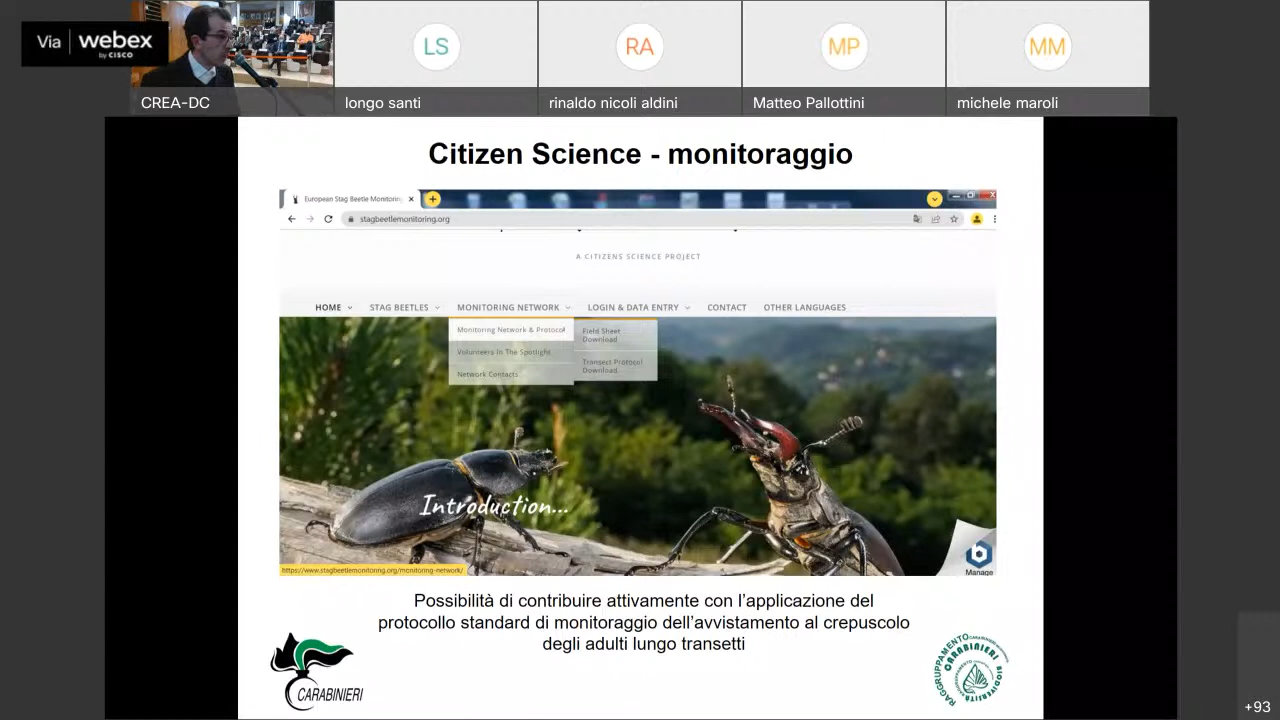 Via webex
by CISCO
LS
RA
MP
MM
CREA-DC
longo santi
rinaldo nicoli aldini
Matteo Pallottini
michele maroli
Citizen Science - monitoraggio
European Stag Beetle Monitoring
stagbeetlemonitoring.org
A CITIZENS SCIENCE PROJECT
HOME
STAG BEETLES
MONITORING NETWORK
LOGIN & DATA ENTRY
CONTACT
OTHER LANGUAGES
Monitoring Network & Protocol
Volunteers In The Spotlight
Network Contacts
Field Sheet
Download
Transect Protocol
Download
Introduction...
Manage
https://www.stagbeetlemonitoring.org/monitoring-network/
Possibilità di contribuire attivamente con l'applicazione del
protocollo standard di monitoraggio dell'avvistamento al crepuscolo
degli adulti lungo transetti
CARABINIERI
RAGGRUPPAMENTO
CARABINIERI
BIODIVERSITÀ
+93